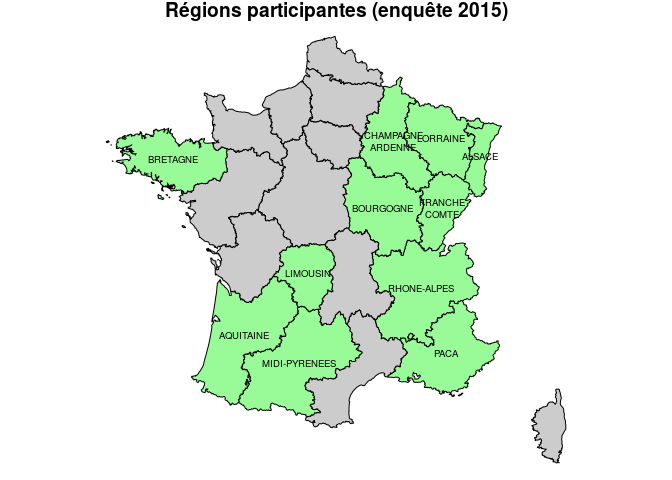 Régions participantes (enquête 2015)
CHAMPAGNE
ARDENNE
LORRAINE
ALSACE
BRETAGNE
BOURGOGNE
FRANCHE-
COMTE
LIMOUSIN
RHONE-ALPES
AQUITAINE
MIDI-PYRENEES
PACA